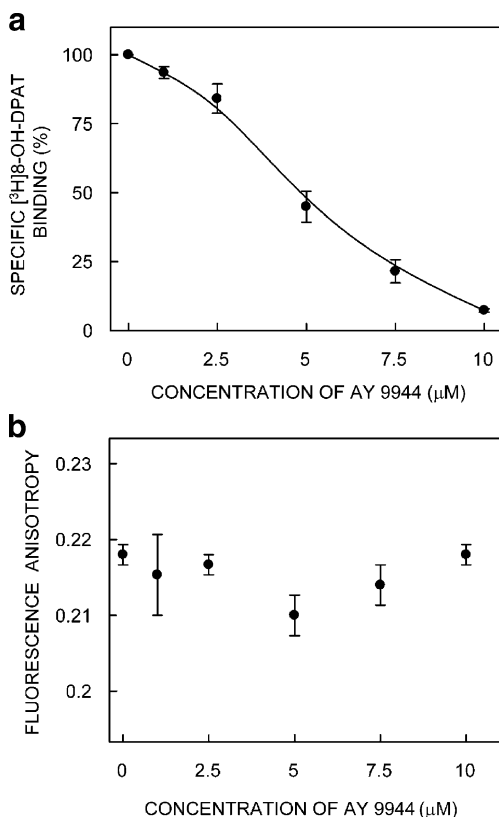 a
SPECIFIC [³H]8-OH-DPAT
BINDING (%)
100
75
50
25
0
0 1 2.5 5 7.5 10
CONCENTRATION OF AY 9944 (μM)
b
FLUORESCENCE ANISOTROPY
0.23
0.22
0.21
0.2
0 1 2.5 5 7.5 10
CONCENTRATION OF AY 9944 (μM)